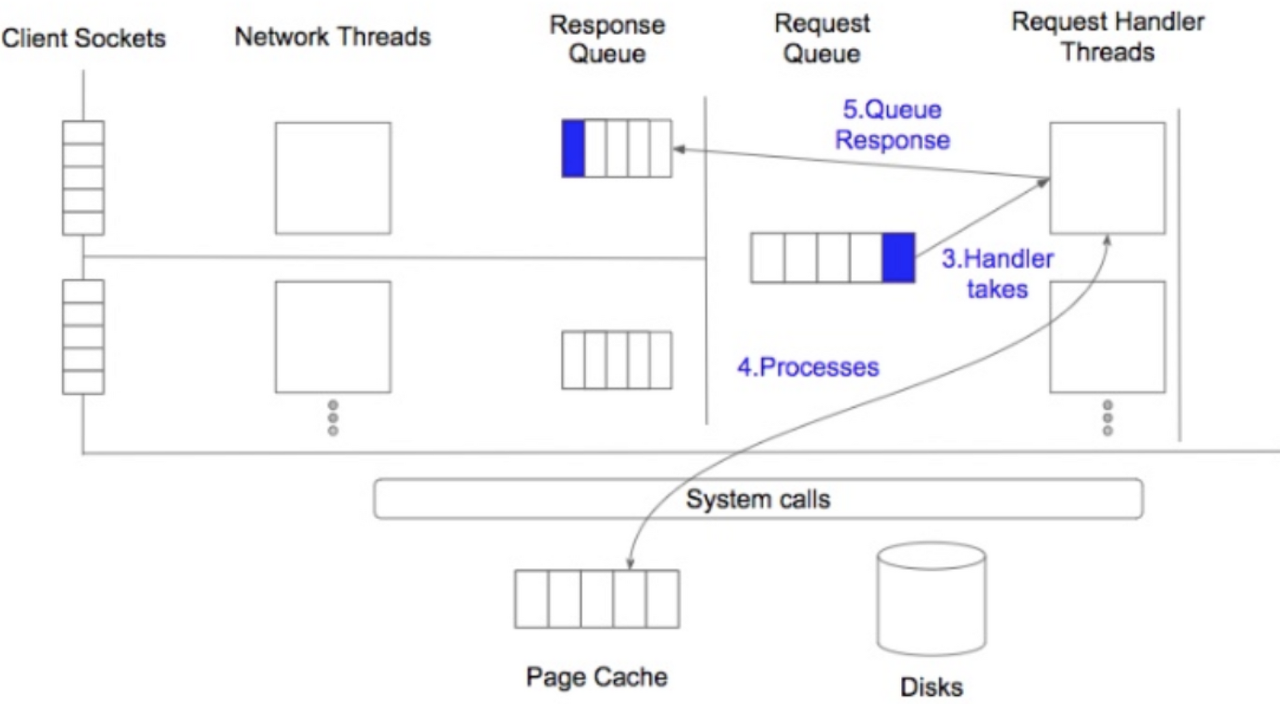 Client Sockets
Network Threads
Response
Queue
Request
Queue
Request Handler
Threads
5.Queue
Response
3.Handler
takes
4.Processes
System calls
Page Cache
Disks